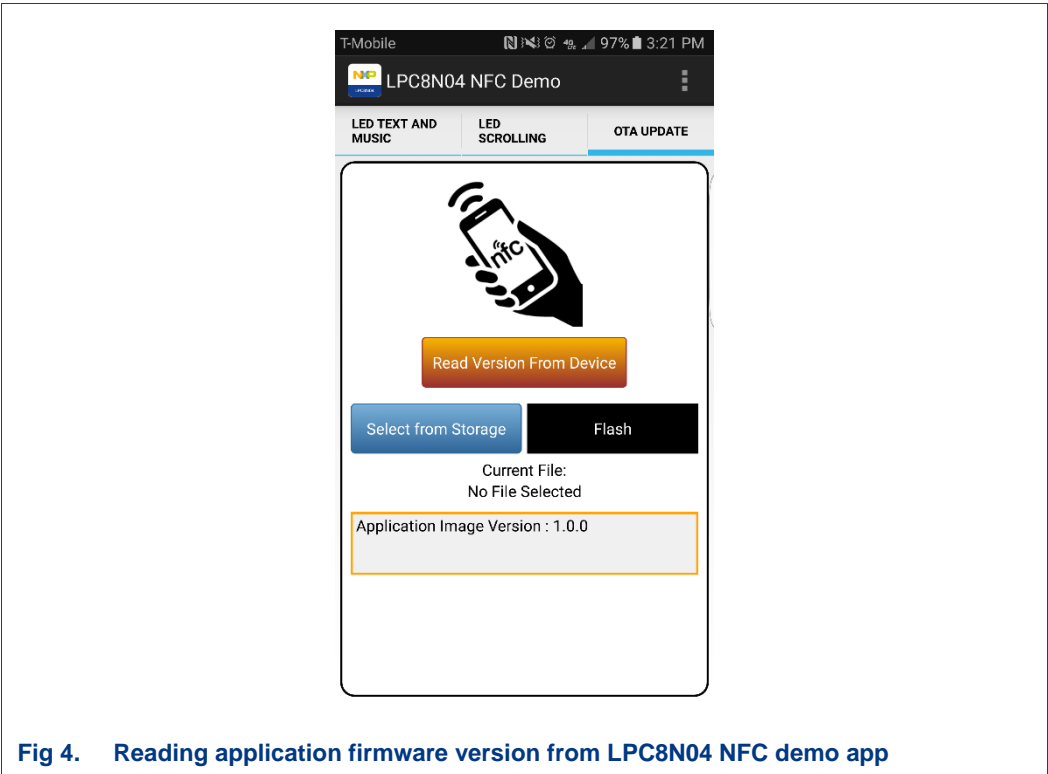 T-Mobile 97% 3:21 PM
NXP
LPC8N04 NFC Demo
LED TEXT AND MUSIC
LED SCROLLING
OTA UPDATE
nfc
Read Version From Device
Select from Storage
Flash
Current File:
No File Selected
Application Image Version : 1.0.0
Fig 4. Reading application firmware version from LPC8N04 NFC demo app